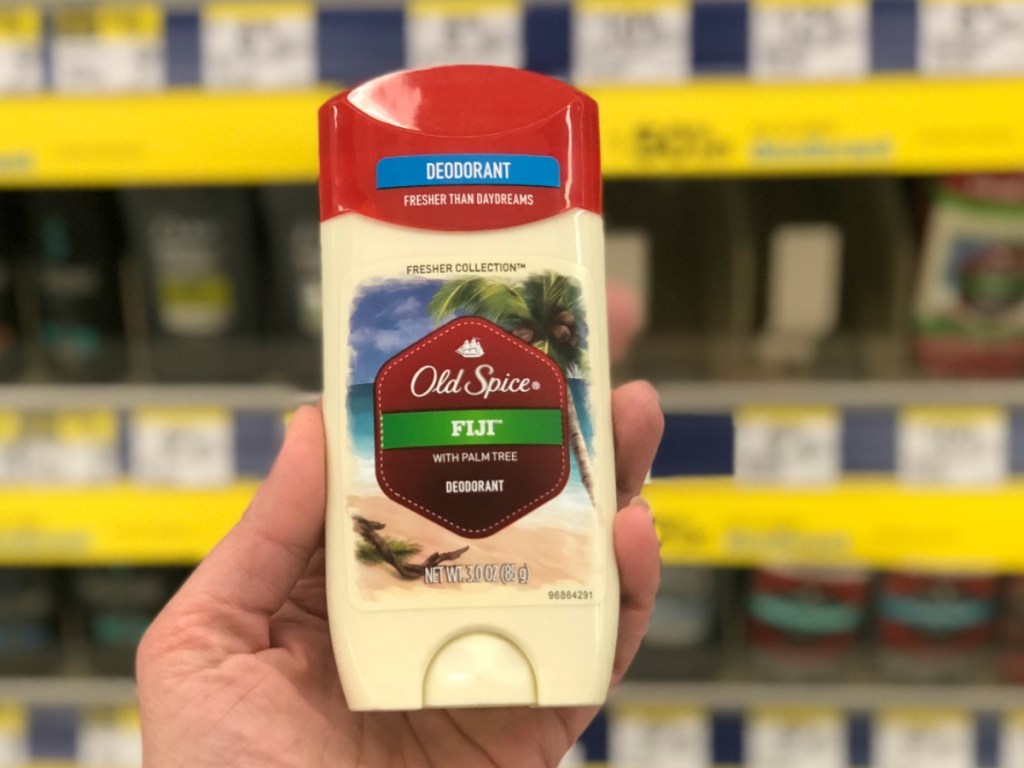 DEODORANT
FRESHER THAN DAYDREAMS
FRESHER COLLECTION™
Old Spice®
FIJI™
WITH PALM TREE
DEODORANT
NET WT. 3.0 OZ (85 g)
96864291